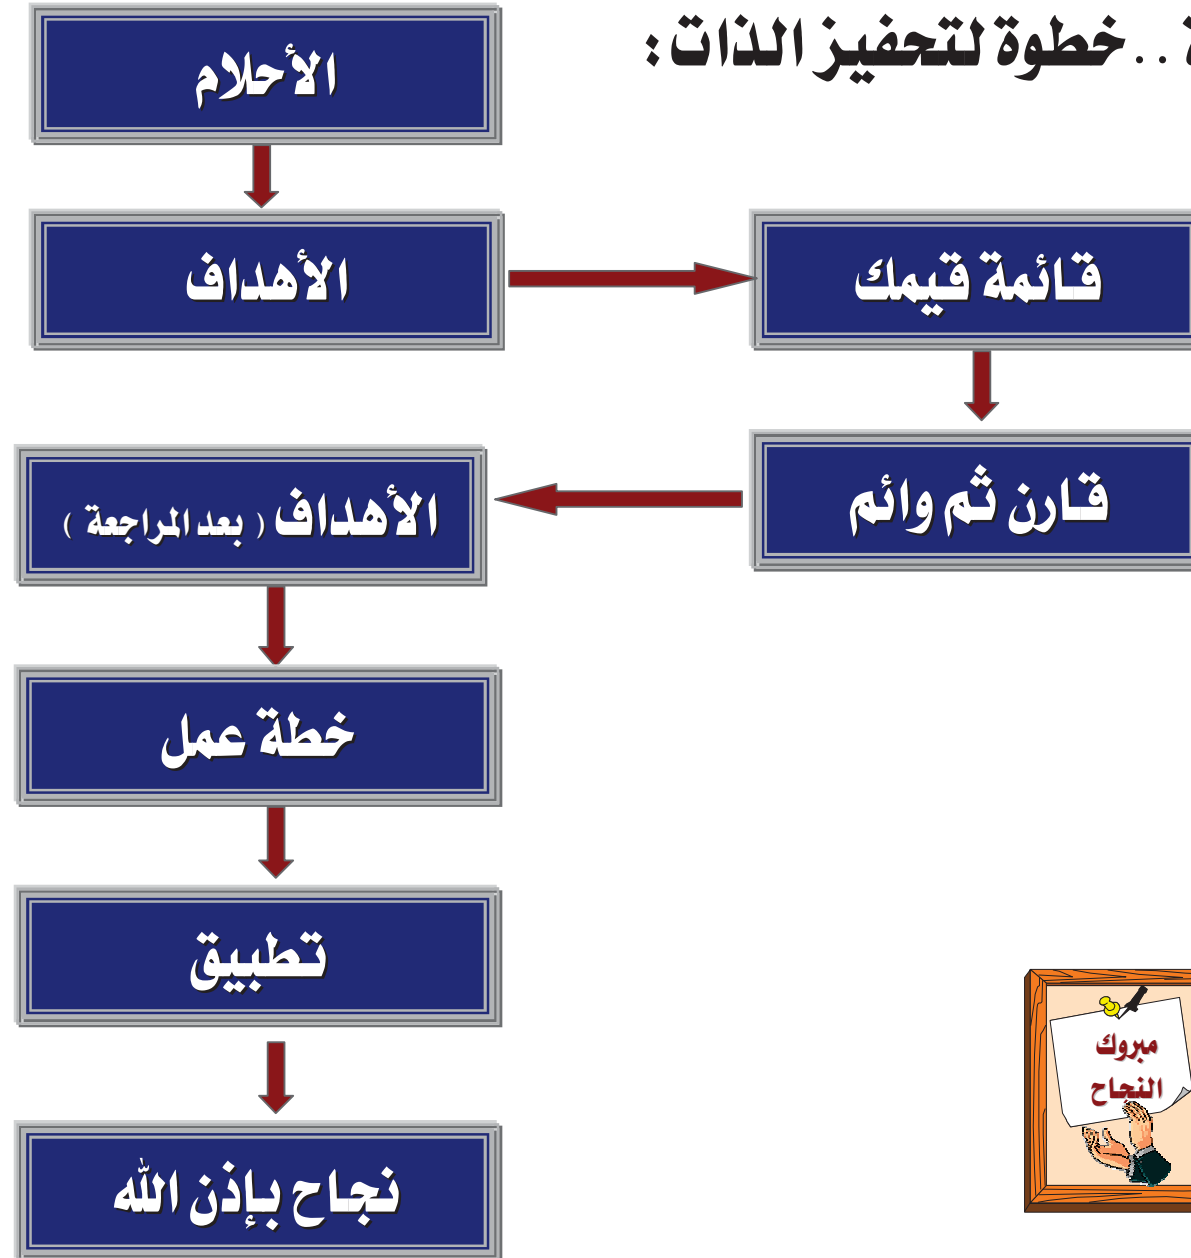 .. خطوة لتحفيز الذات :
الأحلام
الأهداف
قائمة قيمك
قارن ثم وائم
الأهداف ( بعد المراجعة )
خطة عمل
تطبيق
نجاح بإذن الله
مبروك
النجاح